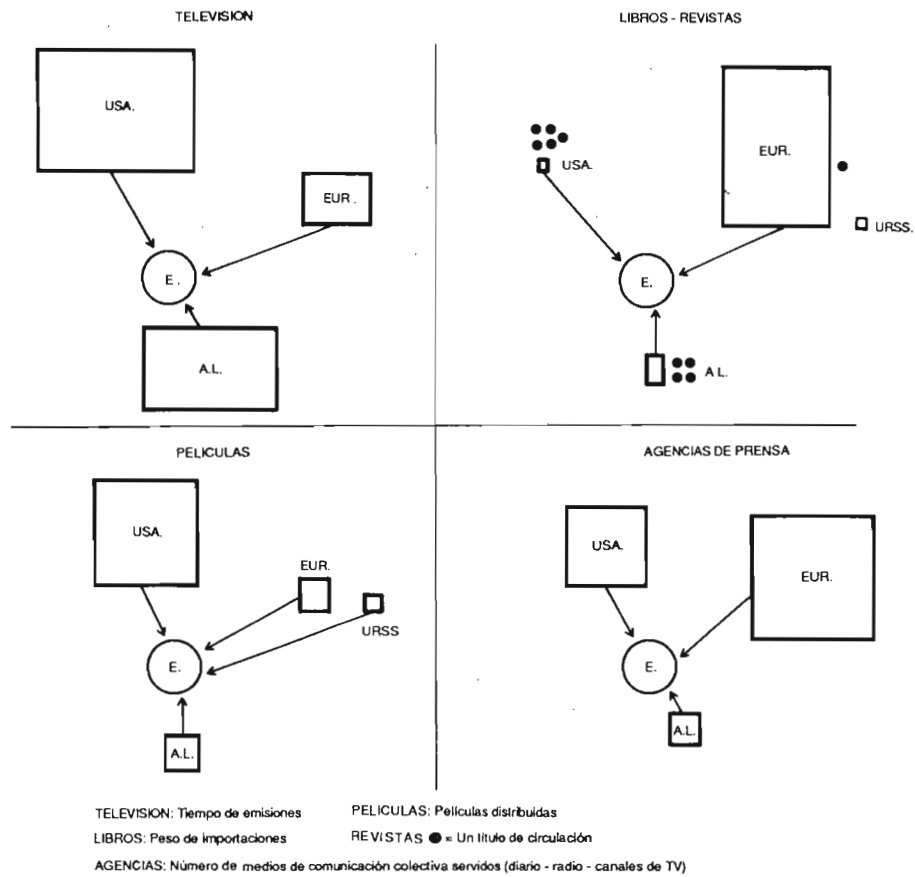 TELEVISION
USA.
EUR.
E.
A.L.
LIBROS - REVISTAS
USA.
EUR.
URSS.
E.
A L.
PELICULAS
USA.
EUR.
URSS
E.
A.L.
AGENCIAS DE PRENSA
USA.
EUR.
E.
A.L.
TELEVISION: Tiempo de emisiones
PELICULAS: Películas distribuidas
LIBROS: Peso de importaciones
REVISTAS ● = Un título de circulación
AGENCIAS: Número de medios de comunicación colectiva servidos (diario - radio - canales de TV)